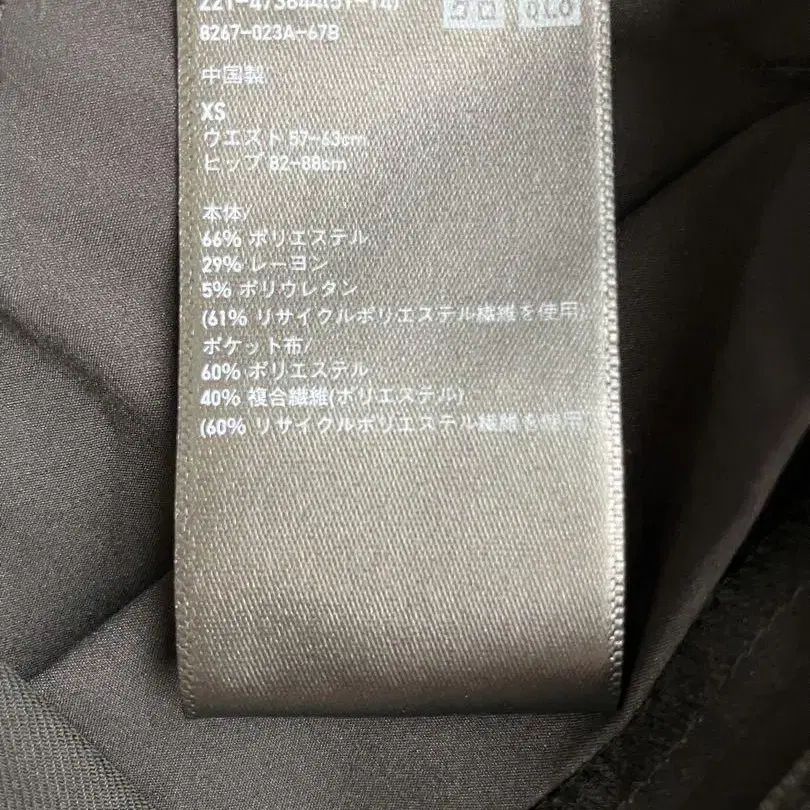 8267-023A-67B
中国製
XS
ウエスト 57-63cm
ヒップ 82-88cm
本体/
66% ポリエステル
29% レーヨン
5% ポリウレタン
(61% リサイクルポリエステル繊維を使用)
ポケット布/
60% ポリエステル
40% 複合繊維(ポリエステル)
(60% リサイクルポリエステル繊維を使用)